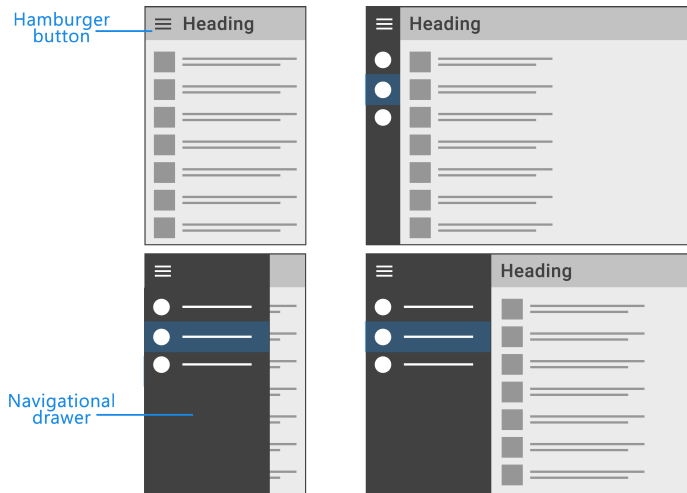 Hamburger
button
Heading
Heading
Navigational
drawer
Heading